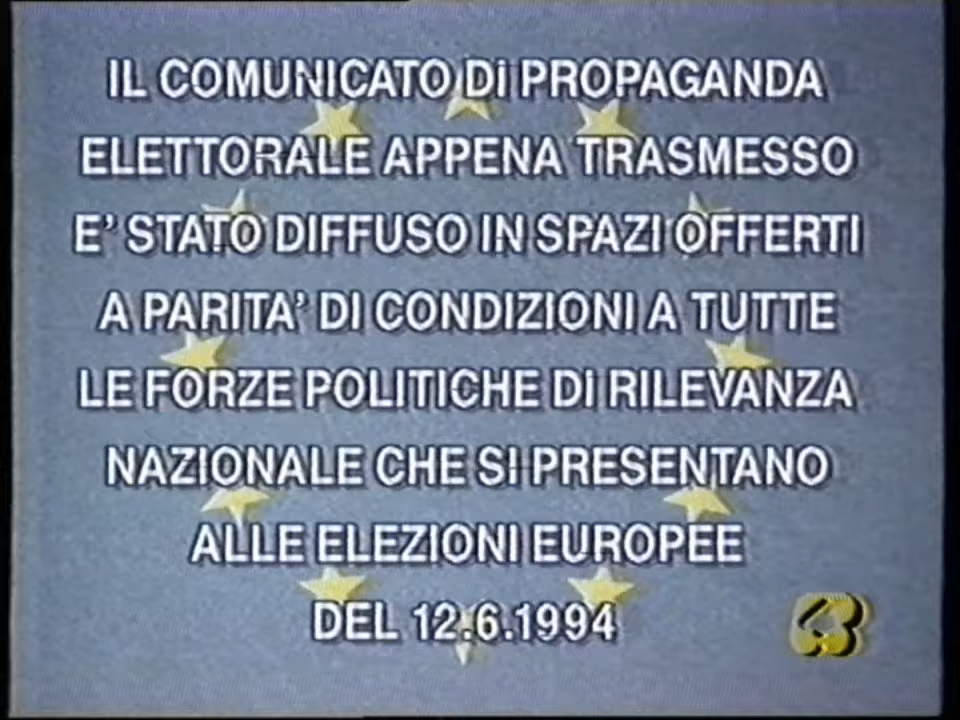 IL COMUNICATO Di PROPAGANDA
ELETTORALE APPENA TRASMESSO
E' STATO DIFFUSO IN SPAZI OFFERTI
A PARITA' DI CONDIZIONI A TUTTE
LE FORZE POLITICHE Di RILEVANZA
NAZIONALE CHE SI PRESENTANO
ALLE ELEZIONI EUROPEE
DEL 12.6.1994
4